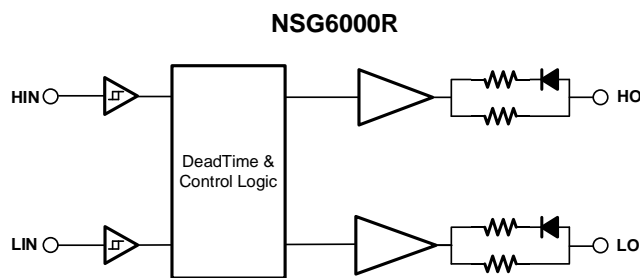 NSG6000R
HIN
HO
DeadTime &
Control Logic
LIN
LO